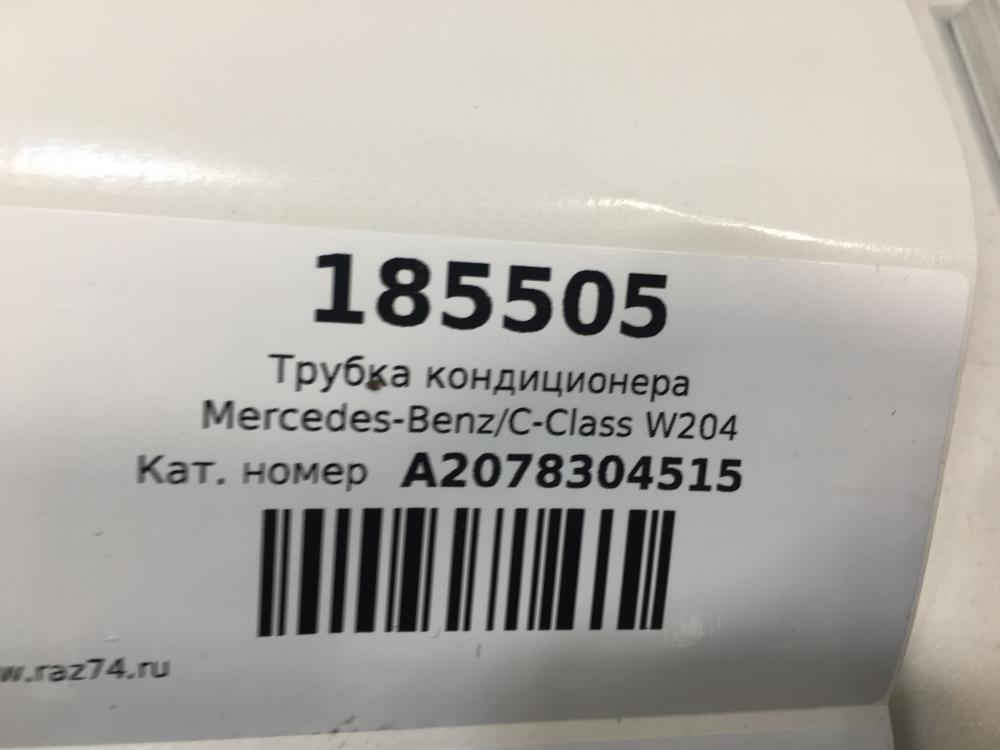 185505
Трубка кондиционера
Mercedes-Benz/C-Class W204
Кат. номер A2078304515
w.raz74.ru